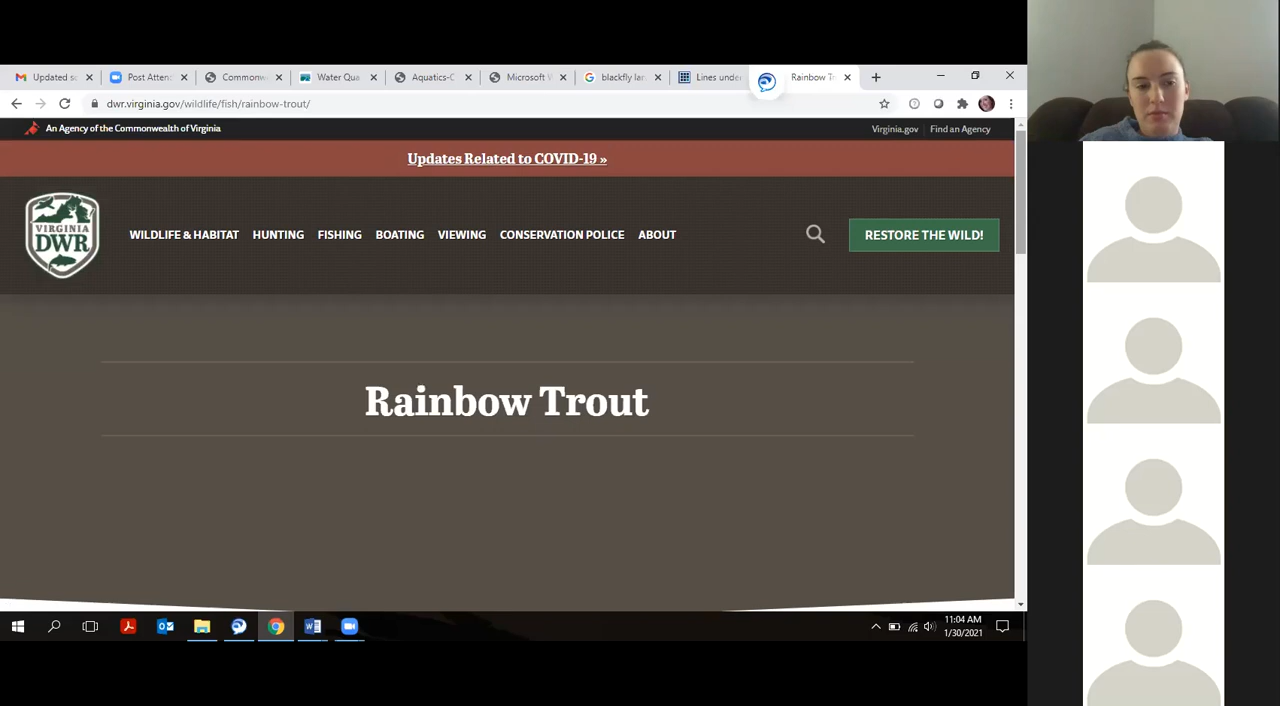 Updated sc
Post Atten
Commonw
Water Qua
Aquatics-C
Microsoft V
blackfly lar
Lines under
Rainbow Tr
dwr.virginia.gov/wildlife/fish/rainbow-trout/
An Agency of the Commonwealth of Virginia
Virginia.gov
Find an Agency
Updates Related to COVID-19 »
VIRGINIA
DWR
WILDLIFE & HABITAT
HUNTING
FISHING
BOATING
VIEWING
CONSERVATION POLICE
ABOUT
RESTORE THE WILD!
Rainbow Trout
11:04 AM
1/30/2021